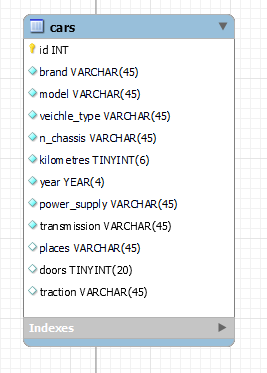 cars
id INT
brand VARCHAR(45)
model VARCHAR(45)
veichle_type VARCHAR(45)
n_chassis VARCHAR(45)
kilometres TINYINT(6)
year YEAR(4)
power_supply VARCHAR(45)
transmission VARCHAR(45)
places VARCHAR(45)
doors TINYINT(20)
traction VARCHAR(45)
Indexes